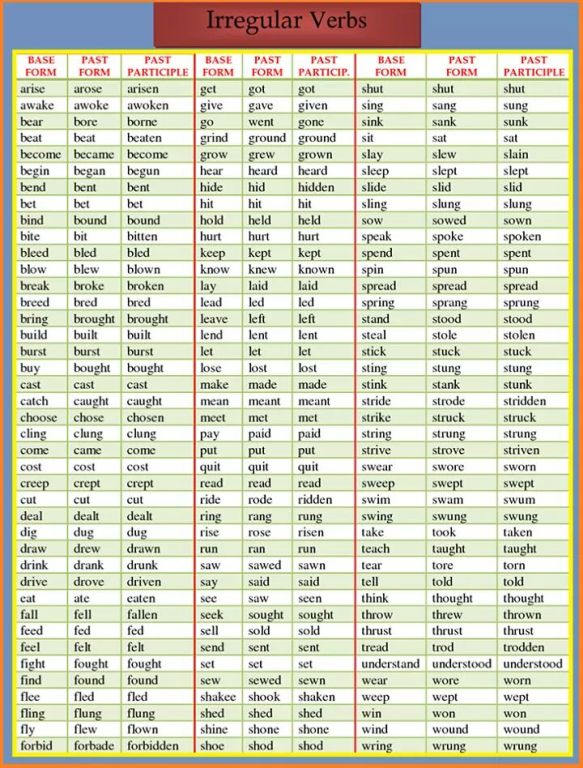 Irregular Verbs
BASE FORM PAST FORM PAST PARTICIPLE BASE FORM PAST FORM PAST PARTICIP. BASE FORM PAST FORM PAST PARTICIPLE
arise arose arisen get got got shut shut shut
awake awoke awoken give gave given sing sang sung
bear bore borne go went gone sink sank sunk
beat beat beaten grind ground ground sit sat sat
become became become grow grew grown slay slew slain
begin began begun hear heard heard sleep slept slept
bend bent bent hide hid hidden slide slid slid
bet bet bet hit hit hit sling slung slung
bind bound bound hold held held sow sowed sown
bite bit bitten hurt hurt hurt speak spoke spoken
bleed bled bled keep kept kept spend spent spent
blow blew blown know knew known spin spun spun
break broke broken lay laid laid spread spread spread
breed bred bred lead led led spring sprang sprung
bring brought brought leave left left stand stood stood
build built built lend lent lent steal stole stolen
burst burst burst let let let stick stuck stuck
buy bought bought lose lost lost sting stung stung
cast cast cast make made made stink stank stunk
catch caught caught mean meant meant stride strode stridden
choose chose chosen meet met met strike struck struck
cling clung clung pay paid paid string strung strung
come came come put put put strive strove striven
cost cost cost quit quit quit swear swore sworn
creep crept crept read read read sweep swept swept
cut cut cut ride rode ridden swim swam swum
deal dealt dealt ring rang rung swing swung swung
dig dug dug rise rose risen take took taken
draw drew drawn run ran run teach taught taught
drink drank drunk saw sawed sawn tear tore torn
drive drove driven say said said tell told told
eat ate eaten see saw seen think thought thought
fall fell fallen seek sought sought throw threw thrown
feed fed fed sell sold sold thrust thrust thrust
feel felt felt send sent sent tread trod trodden
fight fought fought set set set understand understood understood
find found found sew sewed sewn wear wore worn
flee fled fled shakee shook shaken weep wept wept
fling flung flung shed shed shed win won won
fly flew flown shine shone shone wind wound wound
forbid forbade forbidden shoe shod shod wring wrung wrung